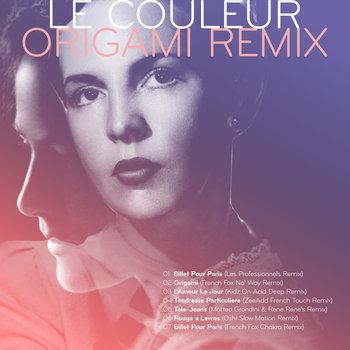 LE COULEUR
ORIGAMI REMIX
01 Billet Pour Paris (Les Professionnels Remix)
02 Origami (French Fox No' Way Remix)
03 L'Amour Le Jour (Kidz On Acid Deep Remix)
04 Tendresse Particuliere (ZeeAdd French Touch Remix)
05 Tele-Jeans (Matteo Grondini & Rene Rene's Remix)
06 Rouge a Levres (Oshi Slow Motion Remix)
07 Billet Pour Paris (French Fox Chakra Remix)